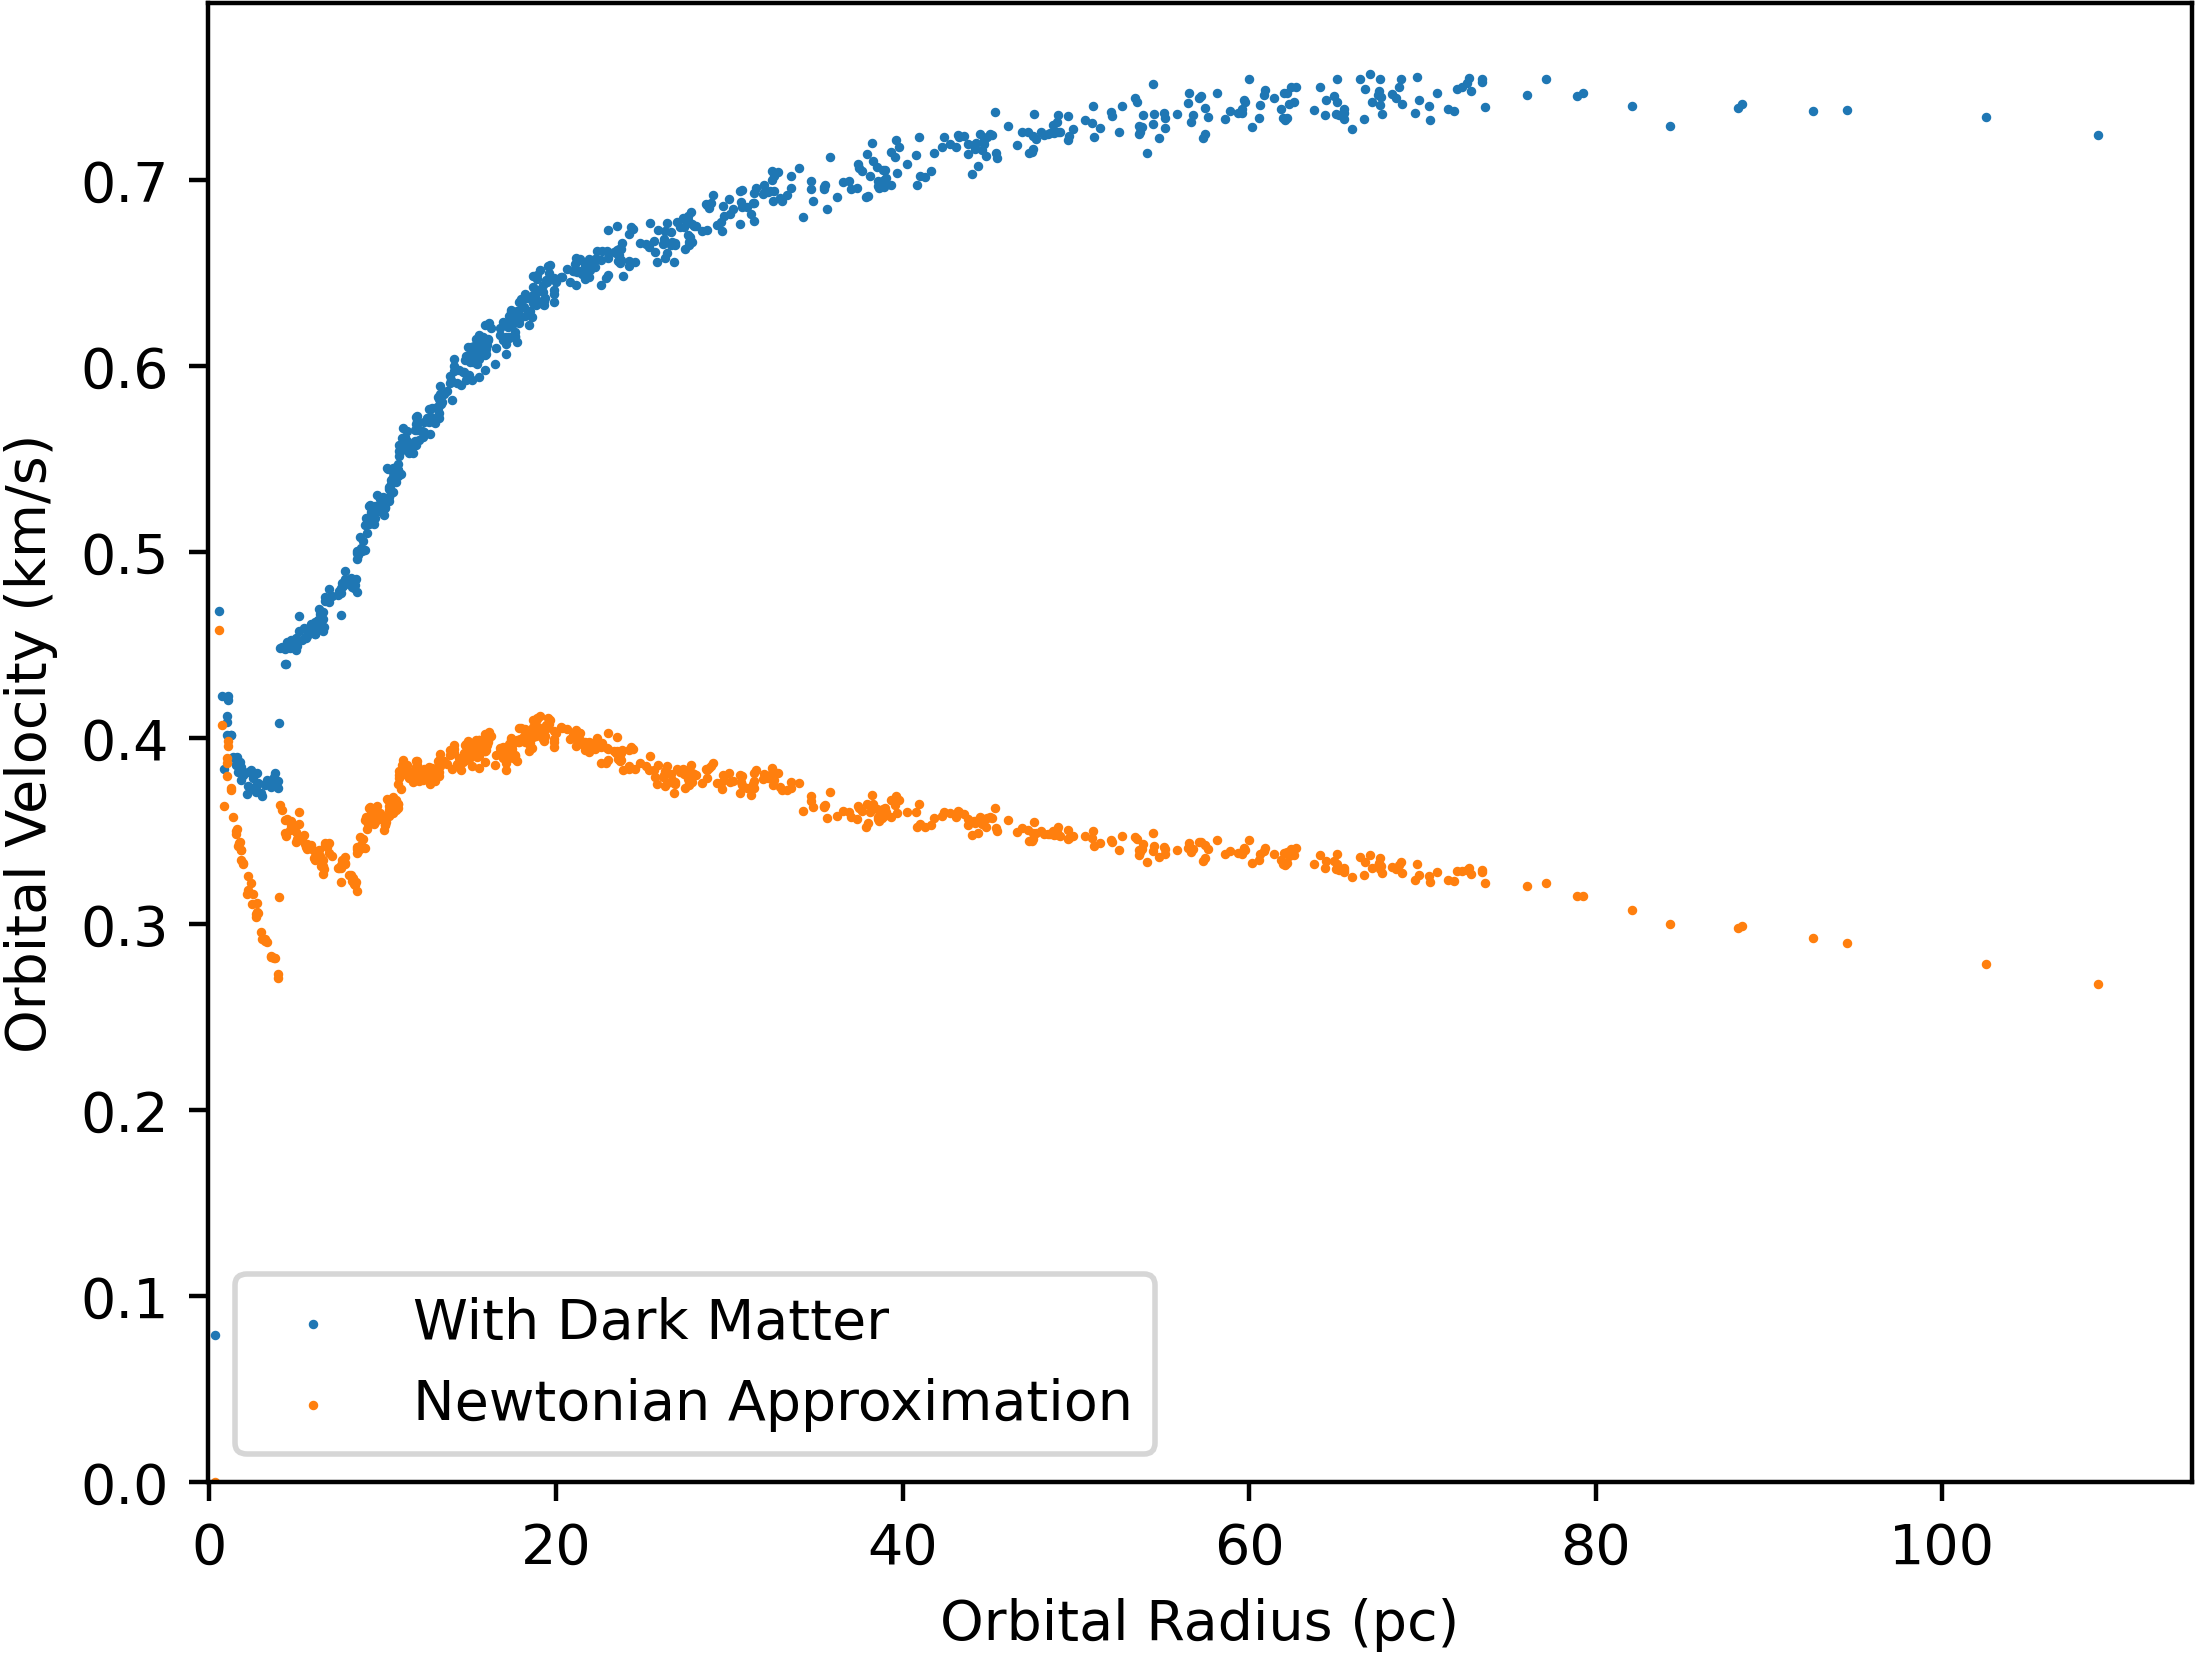 0.7
0.6
0.5
0.4
0.3
0.2
0.1
0.0
Orbital Velocity (km/s)
With Dark Matter
Newtonian Approximation
0 20 40 60 80 100
Orbital Radius (pc)